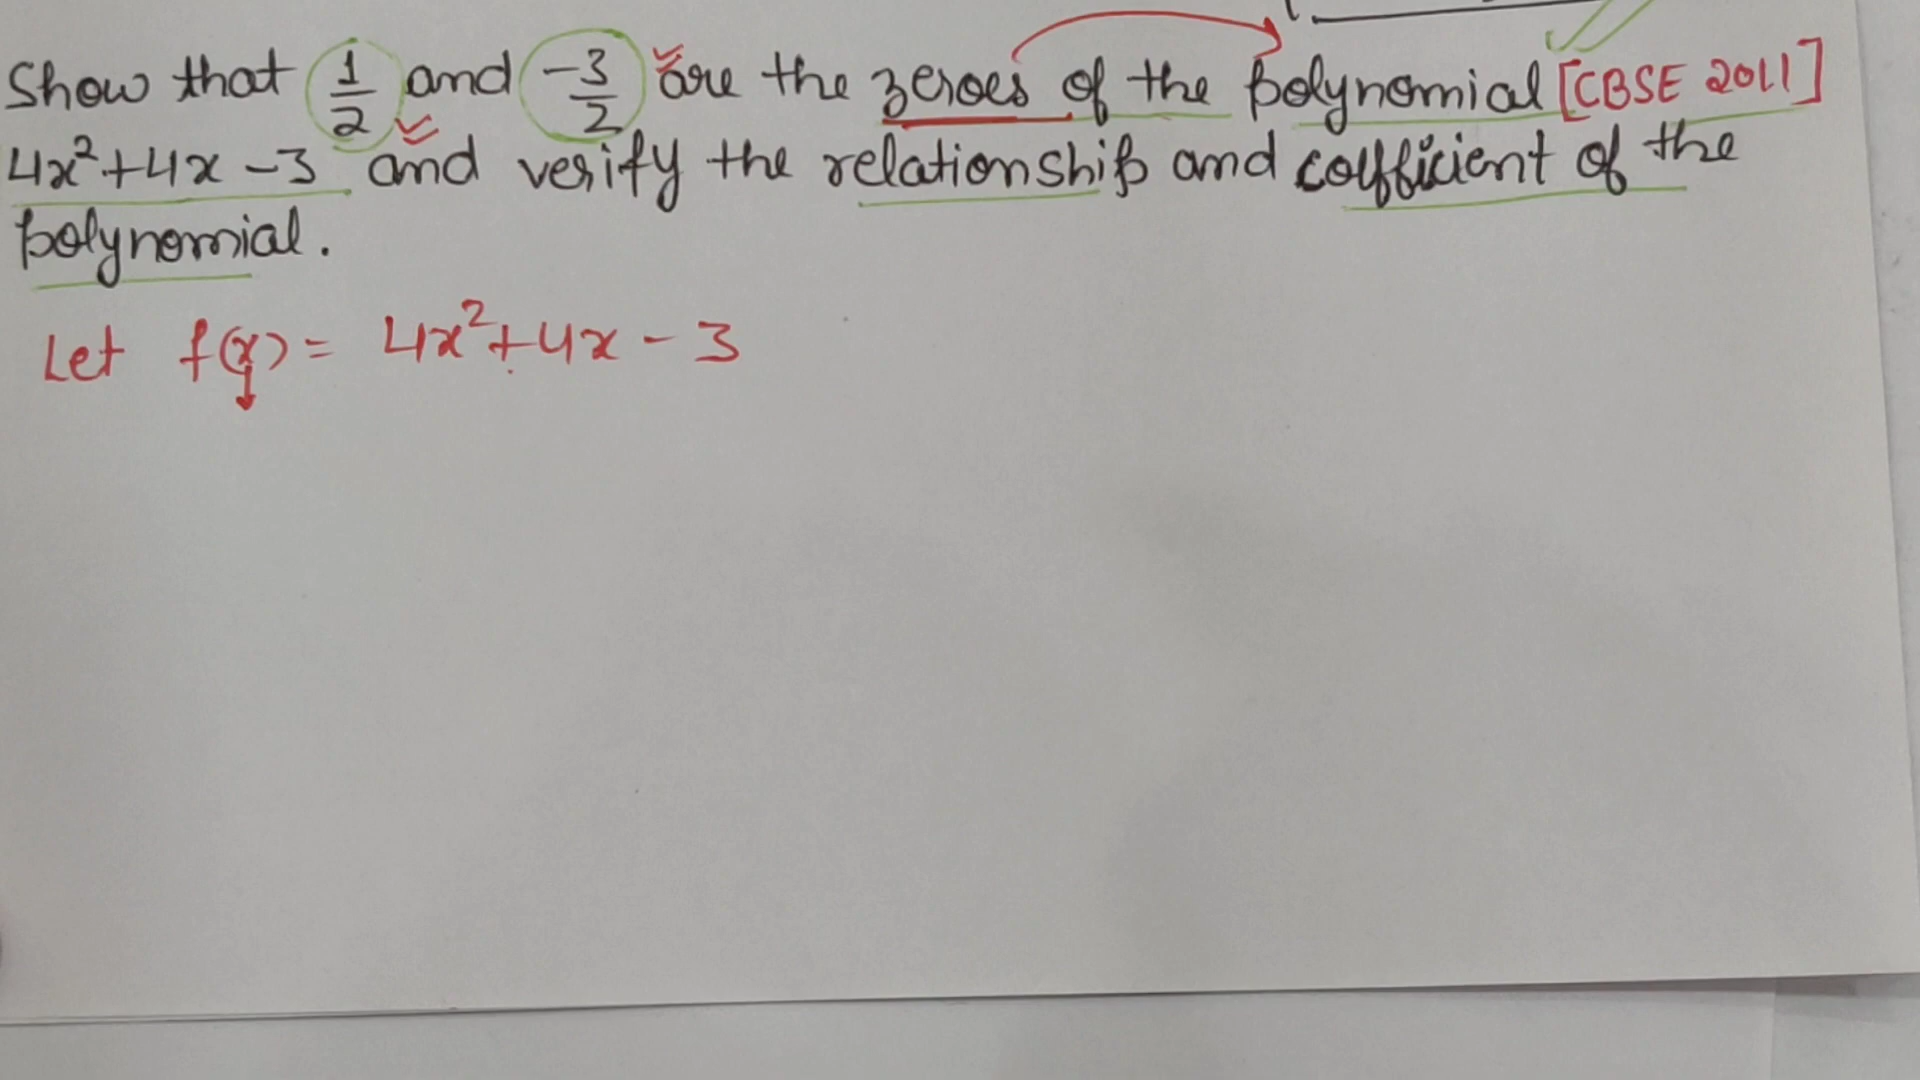 Show that 1/2 and -3/2 are the zeroes of the polynomial [CBSE 2011]
4x²+4x-3 and verify the relationship and coefficient of the
polynomial.
Let f(x) = 4x²+4x-3